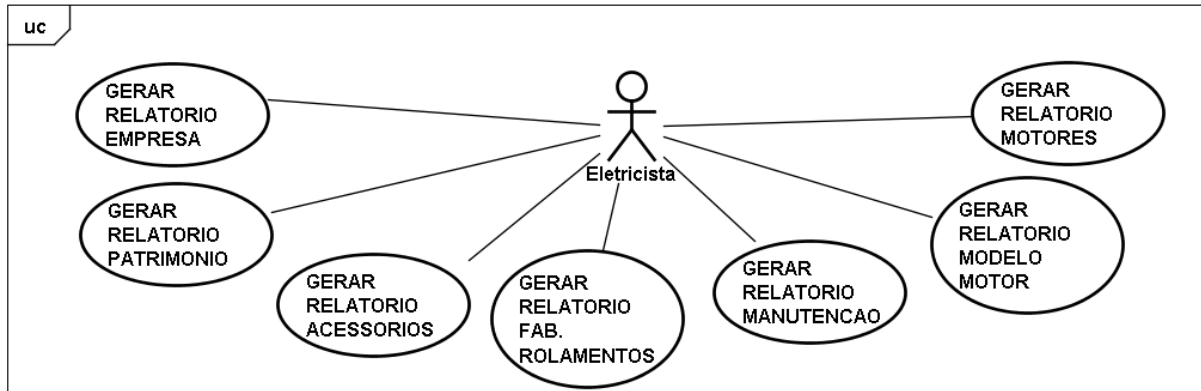 uc
GERAR
RELATORIO
EMPRESA
GERAR
RELATORIO
MOTORES
Eletricista
GERAR
RELATORIO
PATRIMONIO
GERAR
RELATORIO
MODELO
MOTOR
GERAR
RELATORIO
ACESSORIOS
GERAR
RELATORIO
FAB.
ROLAMENTOS
GERAR
RELATORIO
MANUTENCAO